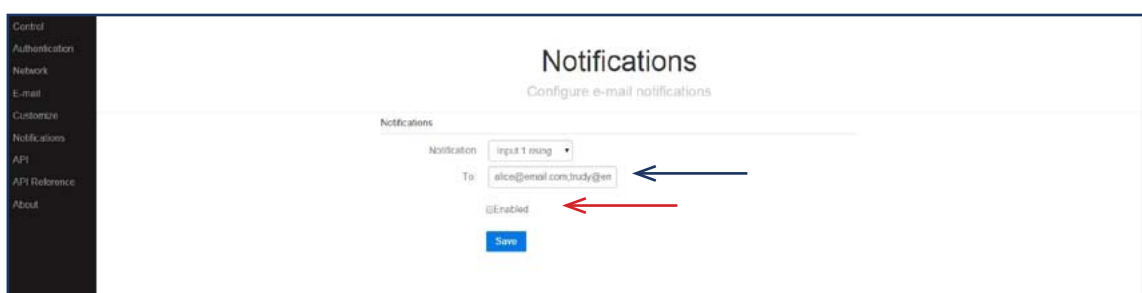 Control
Authentication
Network
E-mail
Customize
Notifications
API
API Reference
About
Notifications
Configure e-mail notifications
Notifications
Notification Input 1 rising
To: alice@email.com;trudy@em
Enabled
Save